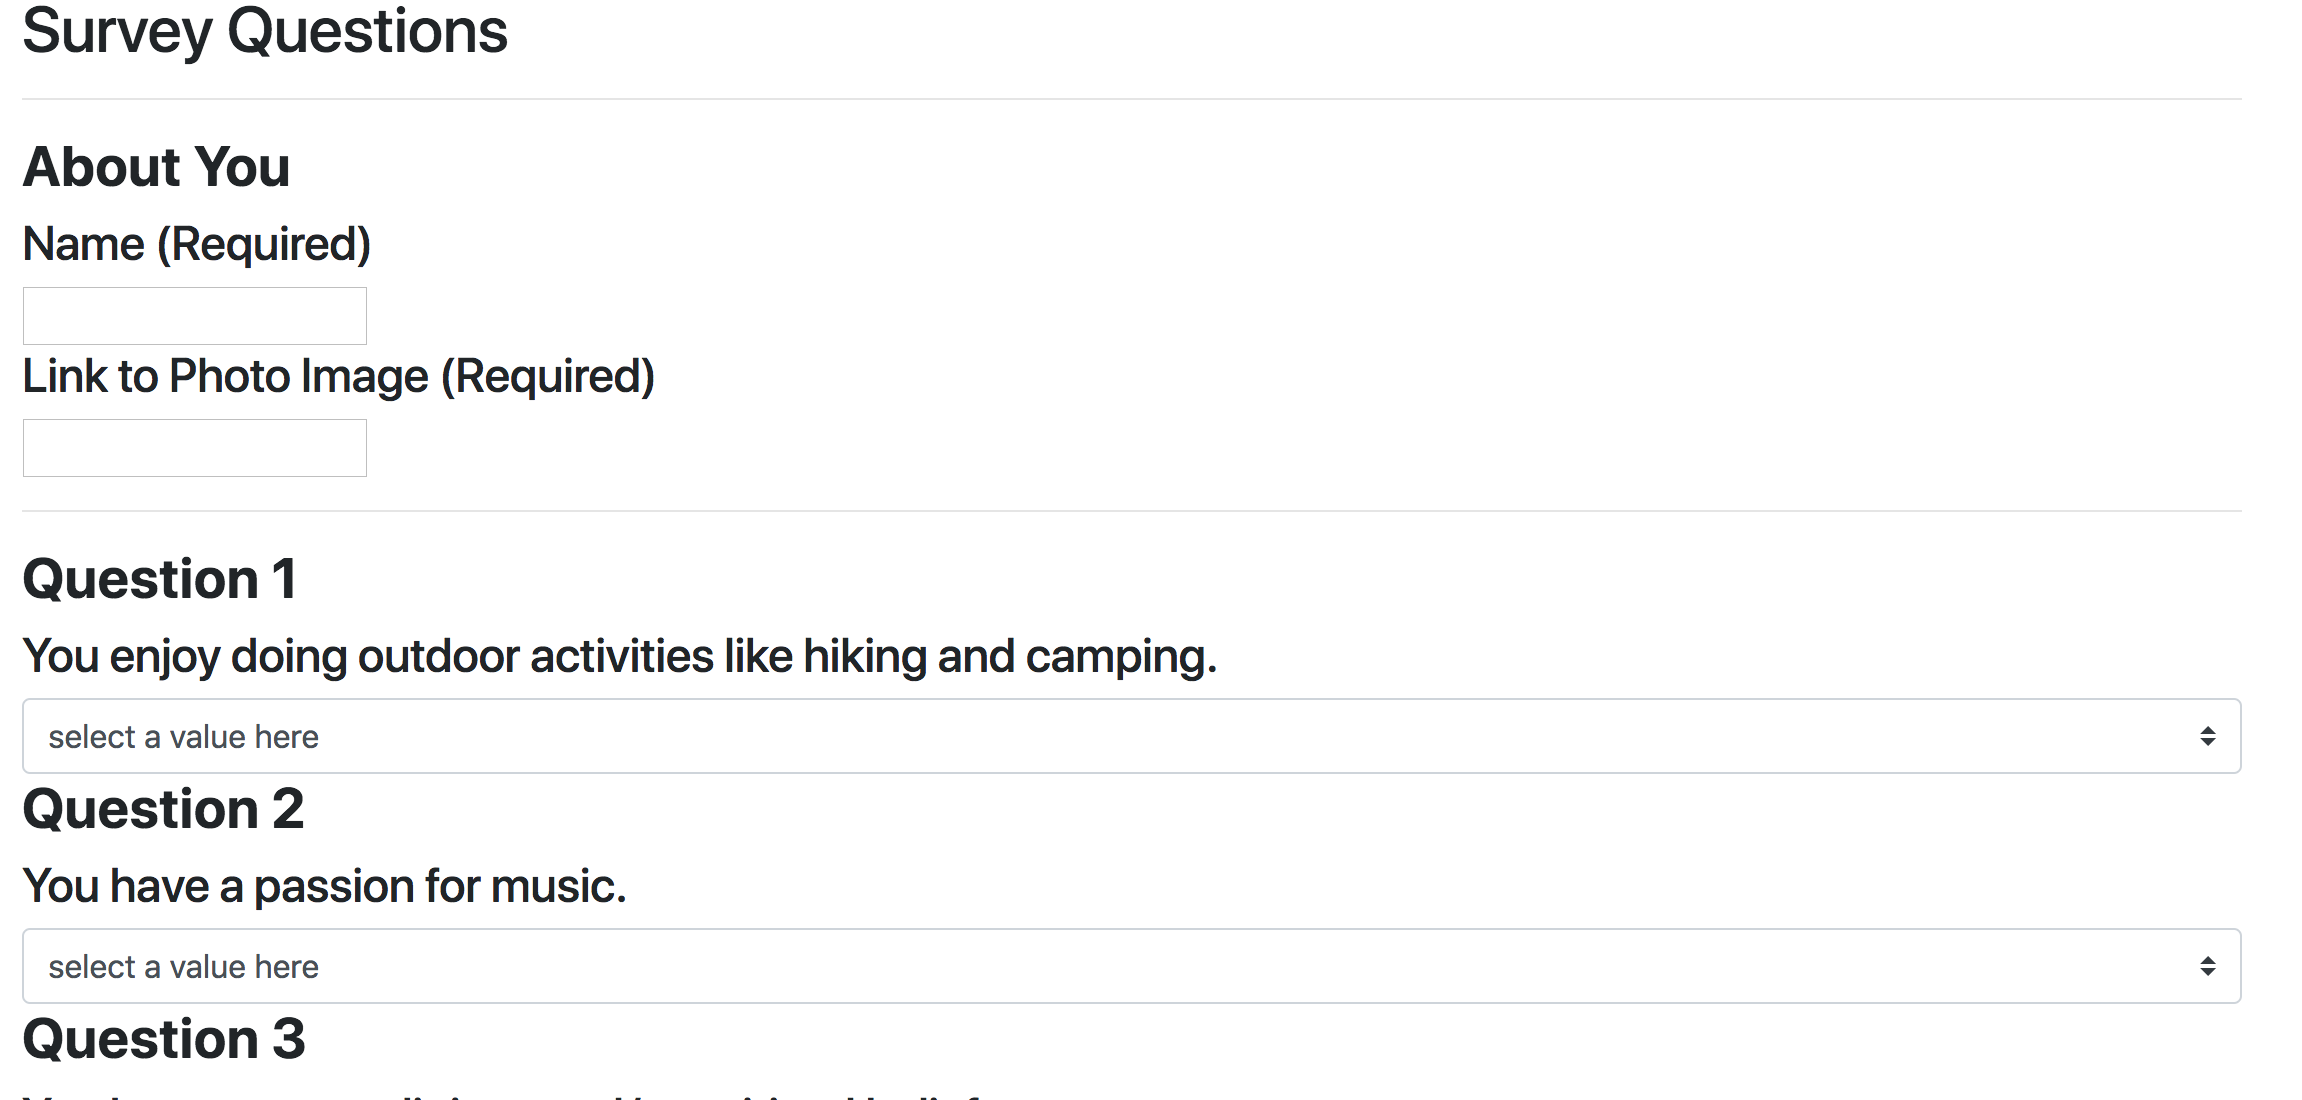 Survey Questions
About You
Name (Required)
Link to Photo Image (Required)
Question 1
You enjoy doing outdoor activities like hiking and camping.
select a value here
Question 2
You have a passion for music.
select a value here
Question 3